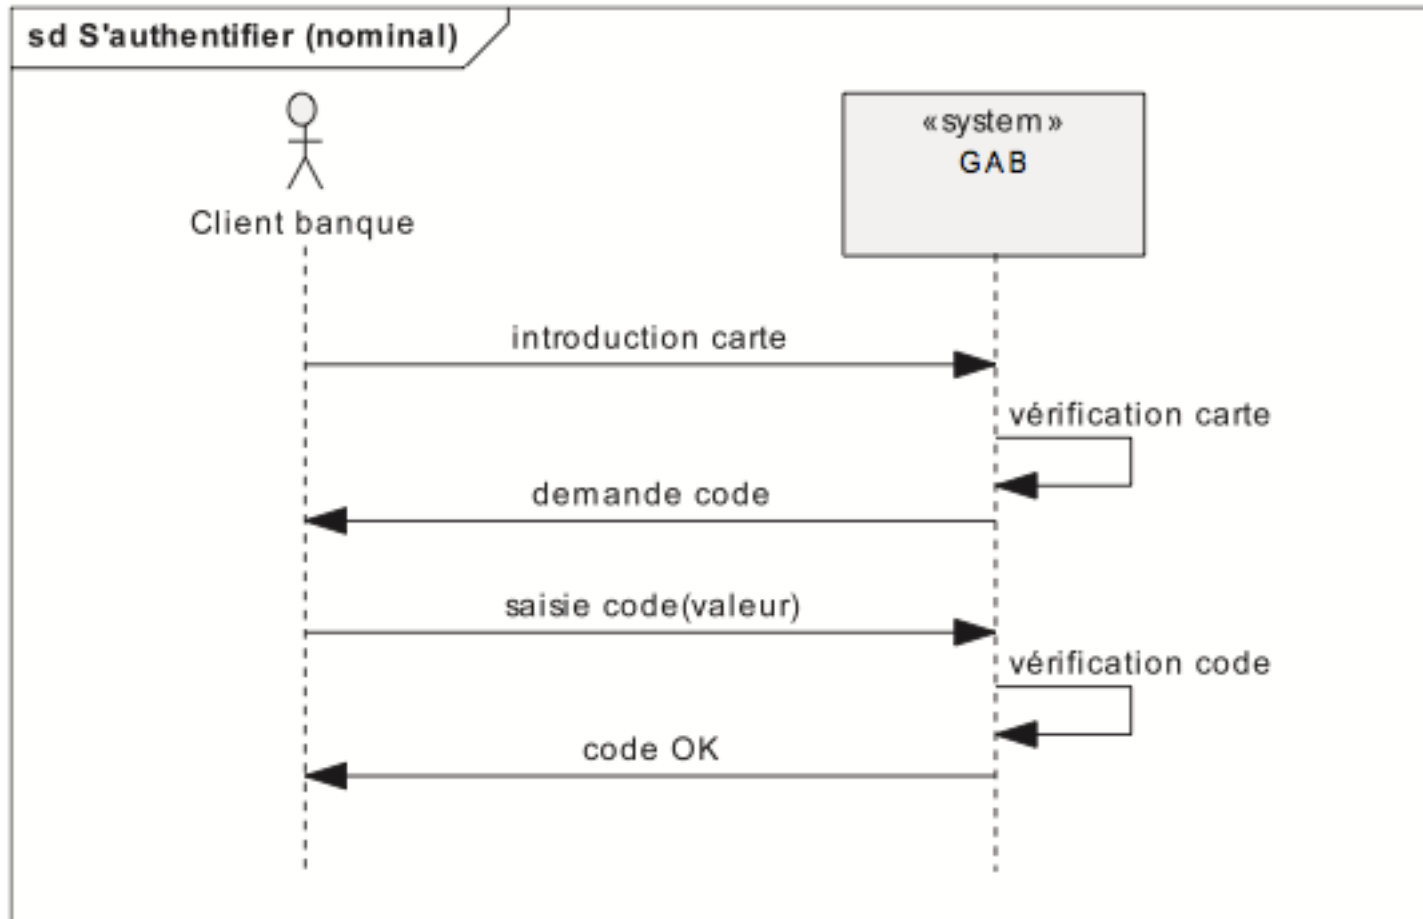 sd S'authentifier (nominal)
«system»
GAB
Client banque
introduction carte
vérification carte
demande code
saisie code(valeur)
vérification code
code OK